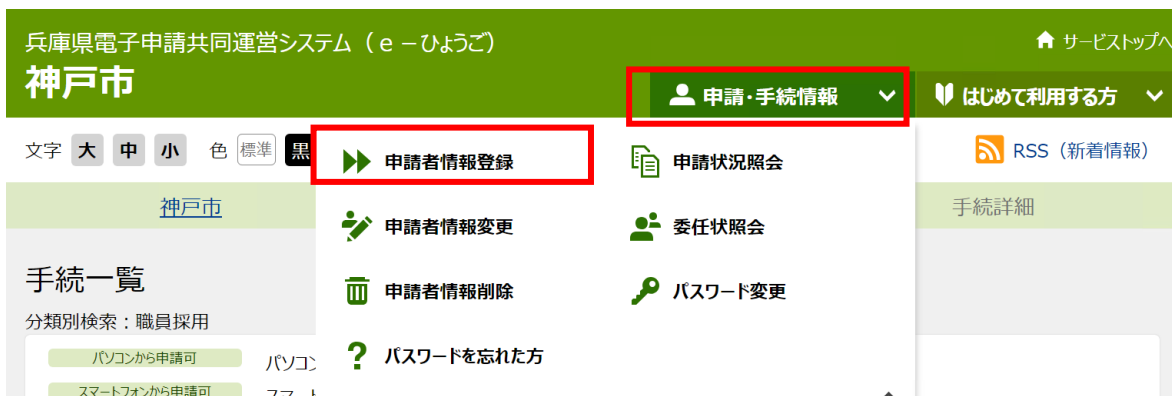 兵庫県電子申請共同運営システム（e－ひょうご）
サービストップへ
神戸市
申請・手続情報
はじめて利用する方
文字 大 中 小 色 標準 黒
申請者情報登録
申請状況照会
RSS（新着情報）
神戸市
申請者情報変更
委任状照会
手続詳細
手続一覧
申請者情報削除
パスワード変更
分類別検索：職員採用
パソコンから申請可
パソコン
パスワードを忘れた方
スマートフォンから申請可
スマート